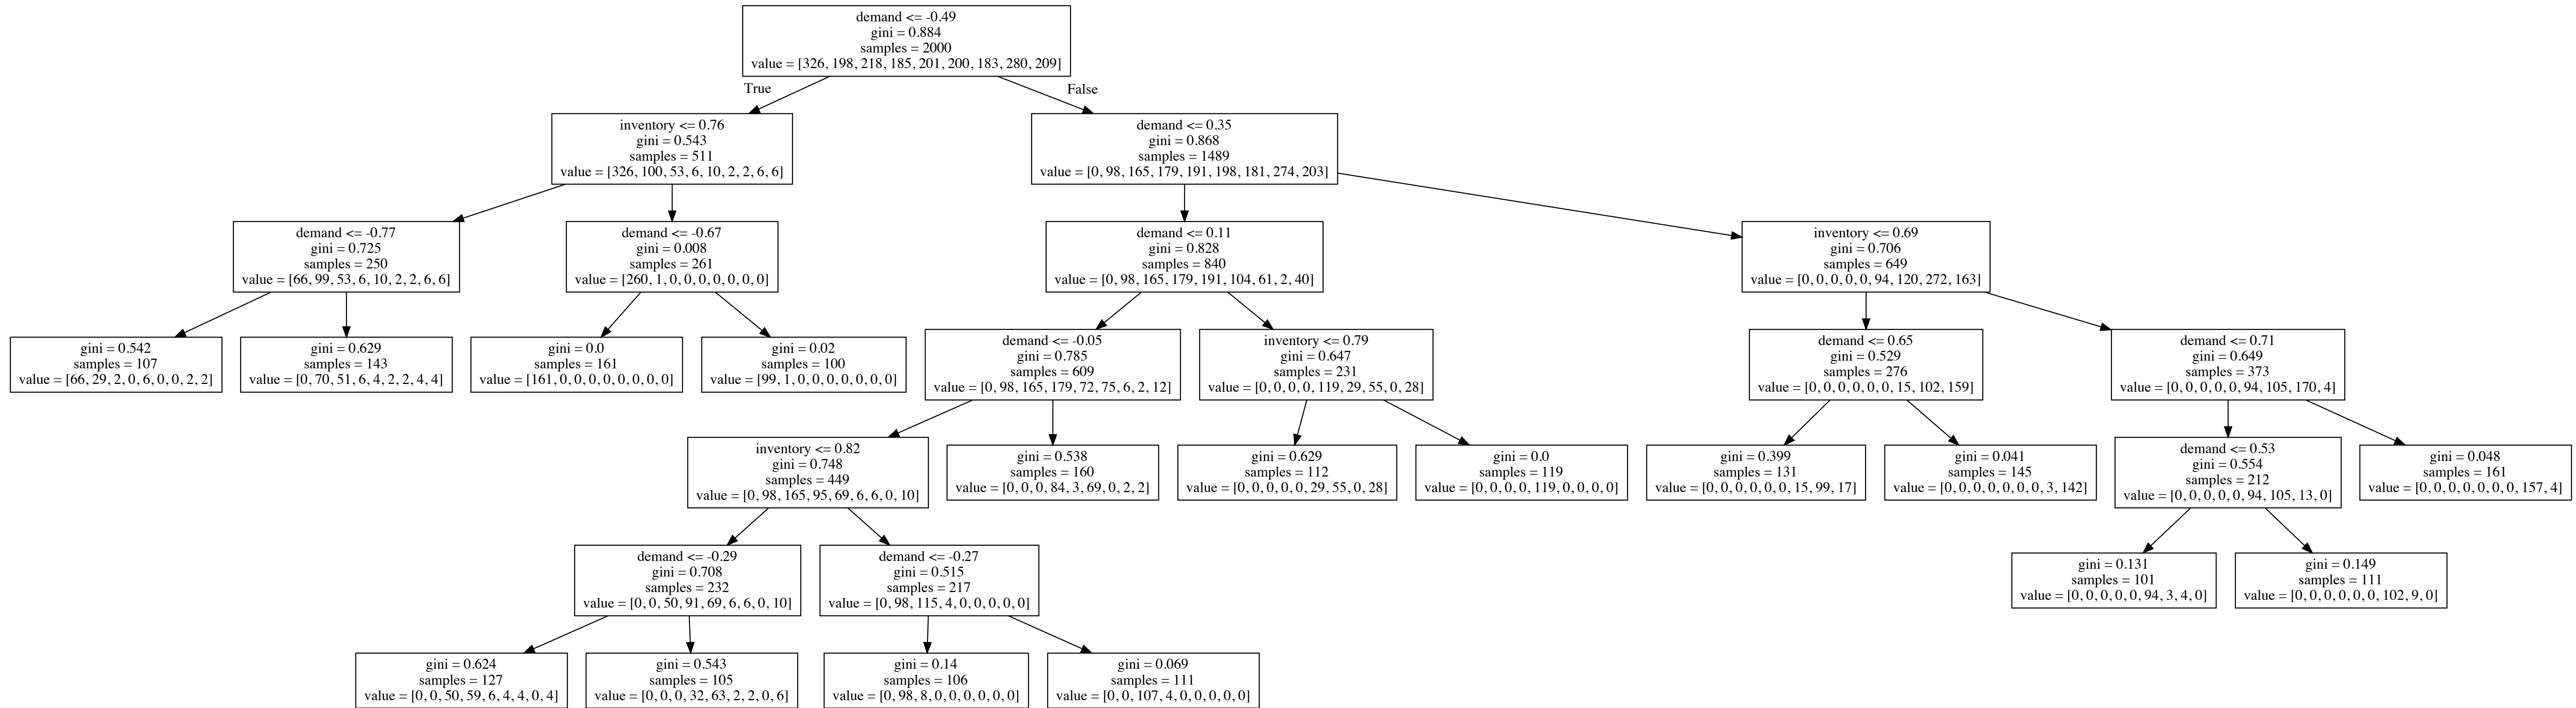 demand <= -0.49
gini = 0.884
samples = 2000
value = [326, 198, 218, 185, 201, 200, 183, 280, 209]
True
False
inventory <= 0.76
gini = 0.543
samples = 511
value = [326, 100, 53, 6, 10, 2, 2, 6, 6]
demand <= 0.35
gini = 0.868
samples = 1489
value = [0, 98, 165, 179, 191, 198, 181, 274, 203]
demand <= -0.77
gini = 0.725
samples = 250
value = [66, 99, 53, 6, 10, 2, 2, 6, 6]
demand <= -0.67
gini = 0.008
samples = 261
value = [260, 1, 0, 0, 0, 0, 0, 0, 0]
demand <= 0.11
gini = 0.828
samples = 840
value = [0, 98, 165, 179, 191, 104, 61, 2, 40]
inventory <= 0.69
gini = 0.706
samples = 649
value = [0, 0, 0, 0, 0, 94, 120, 272, 163]
gini = 0.542
samples = 107
value = [66, 29, 2, 0, 6, 0, 0, 2, 2]
gini = 0.629
samples = 143
value = [0, 70, 51, 6, 4, 2, 2, 4, 4]
gini = 0.0
samples = 161
value = [161, 0, 0, 0, 0, 0, 0, 0, 0]
gini = 0.02
samples = 100
value = [99, 1, 0, 0, 0, 0, 0, 0, 0]
demand <= -0.05
gini = 0.785
samples = 609
value = [0, 98, 165, 179, 72, 75, 6, 2, 12]
inventory <= 0.79
gini = 0.647
samples = 231
value = [0, 0, 0, 0, 119, 29, 55, 0, 28]
demand <= 0.65
gini = 0.529
samples = 276
value = [0, 0, 0, 0, 0, 0, 15, 102, 159]
demand <= 0.71
gini = 0.649
samples = 373
value = [0, 0, 0, 0, 0, 94, 105, 170, 4]
inventory <= 0.82
gini = 0.748
samples = 449
value = [0, 98, 165, 95, 69, 6, 6, 0, 10]
gini = 0.538
samples = 160
value = [0, 0, 0, 84, 3, 69, 0, 2, 2]
gini = 0.629
samples = 112
value = [0, 0, 0, 0, 0, 29, 55, 0, 28]
gini = 0.0
samples = 119
value = [0, 0, 0, 0, 119, 0, 0, 0, 0]
gini = 0.399
samples = 131
value = [0, 0, 0, 0, 0, 0, 15, 99, 17]
gini = 0.041
samples = 145
value = [0, 0, 0, 0, 0, 0, 0, 3, 142]
demand <= 0.53
gini = 0.554
samples = 212
value = [0, 0, 0, 0, 0, 94, 105, 13, 0]
gini = 0.048
samples = 161
value = [0, 0, 0, 0, 0, 0, 0, 157, 4]
demand <= -0.29
gini = 0.708
samples = 232
value = [0, 0, 50, 91, 69, 6, 6, 0, 10]
demand <= -0.27
gini = 0.515
samples = 217
value = [0, 98, 115, 4, 0, 0, 0, 0, 0]
gini = 0.131
samples = 101
value = [0, 0, 0, 0, 0, 94, 3, 4, 0]
gini = 0.149
samples = 111
value = [0, 0, 0, 0, 0, 0, 102, 9, 0]
gini = 0.624
samples = 127
value = [0, 0, 50, 59, 6, 4, 4, 0, 4]
gini = 0.543
samples = 105
value = [0, 0, 0, 32, 63, 2, 2, 0, 6]
gini = 0.14
samples = 106
value = [0, 98, 8, 0, 0, 0, 0, 0, 0]
gini = 0.069
samples = 111
value = [0, 0, 107, 4, 0, 0, 0, 0, 0]